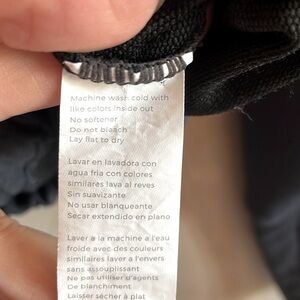 Machine wash cold with
like colors inside out
No softener
Do not bleach
Lay flat to dry
Lavar en lavadora con
agua fria con colores
similares lava al reves
Sin suavizante
No usar blanqueante
Secar extendido en plano
Laver a la machine a l'eau
froide avec des couleurs
similaires laver a l'envers
sans assouplissant
Ne pas utiliser d'agents
De blanchiment
Laisser sécher à plat